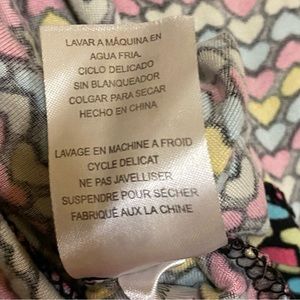 LAVAR A MÁQUINA EN
AGUA FRIA.
CICLO DELICADO
SIN BLANQUEADOR
COLGAR PARA SECAR
HECHO EN CHINA
LAVAGE EN MACHINE A FROID
CYCLE DELICAT
NE PAS JAVELLISER
SUSPENDRE POUR SÉCHER
FABRIQUÉ AUX LA CHINE